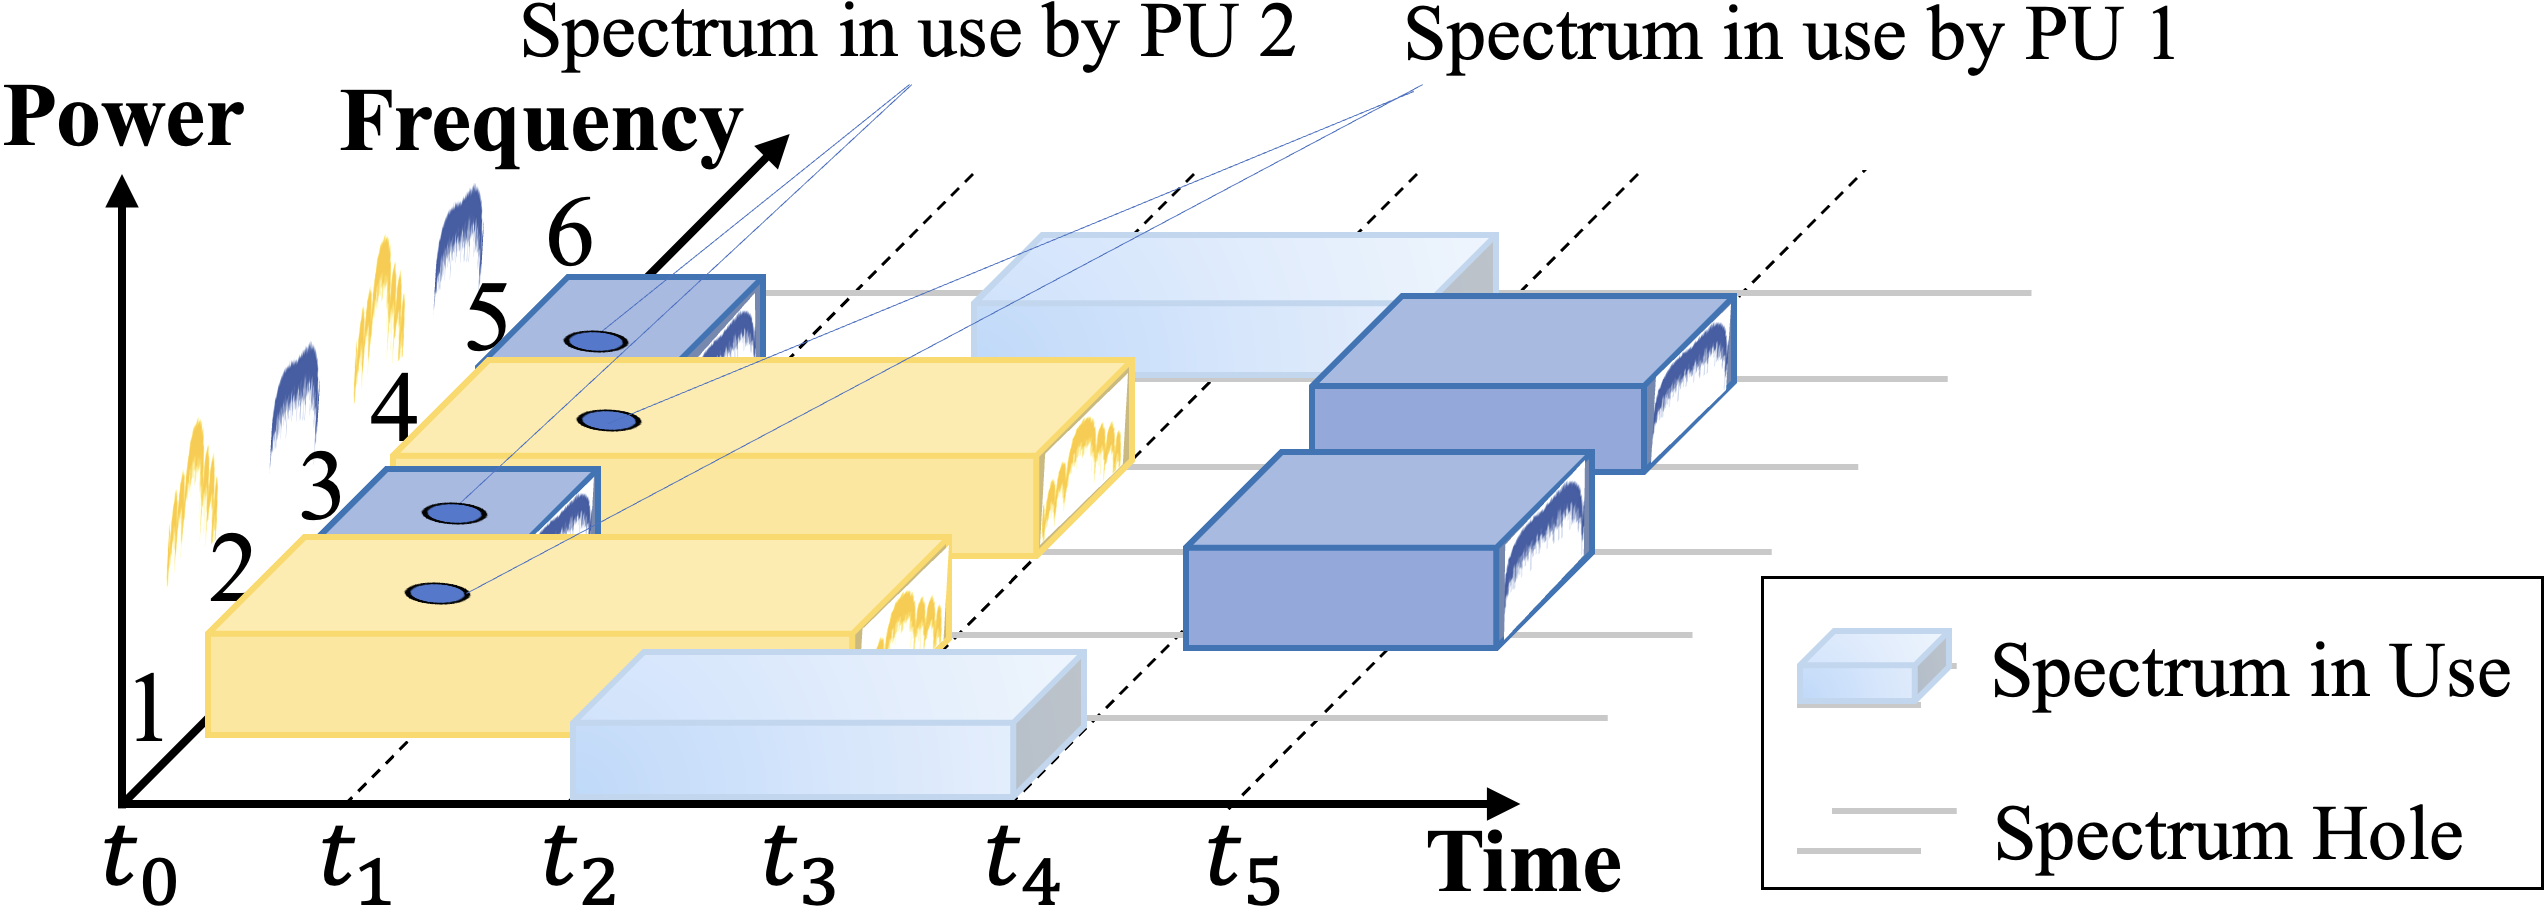 Spectrum in use by PU 2
Spectrum in use by PU 1
Power
Frequency
6
5
4
3
2
1
Spectrum in Use
Spectrum Hole
t₀
t₁
t₂
t₃
t₄
t₅
Time